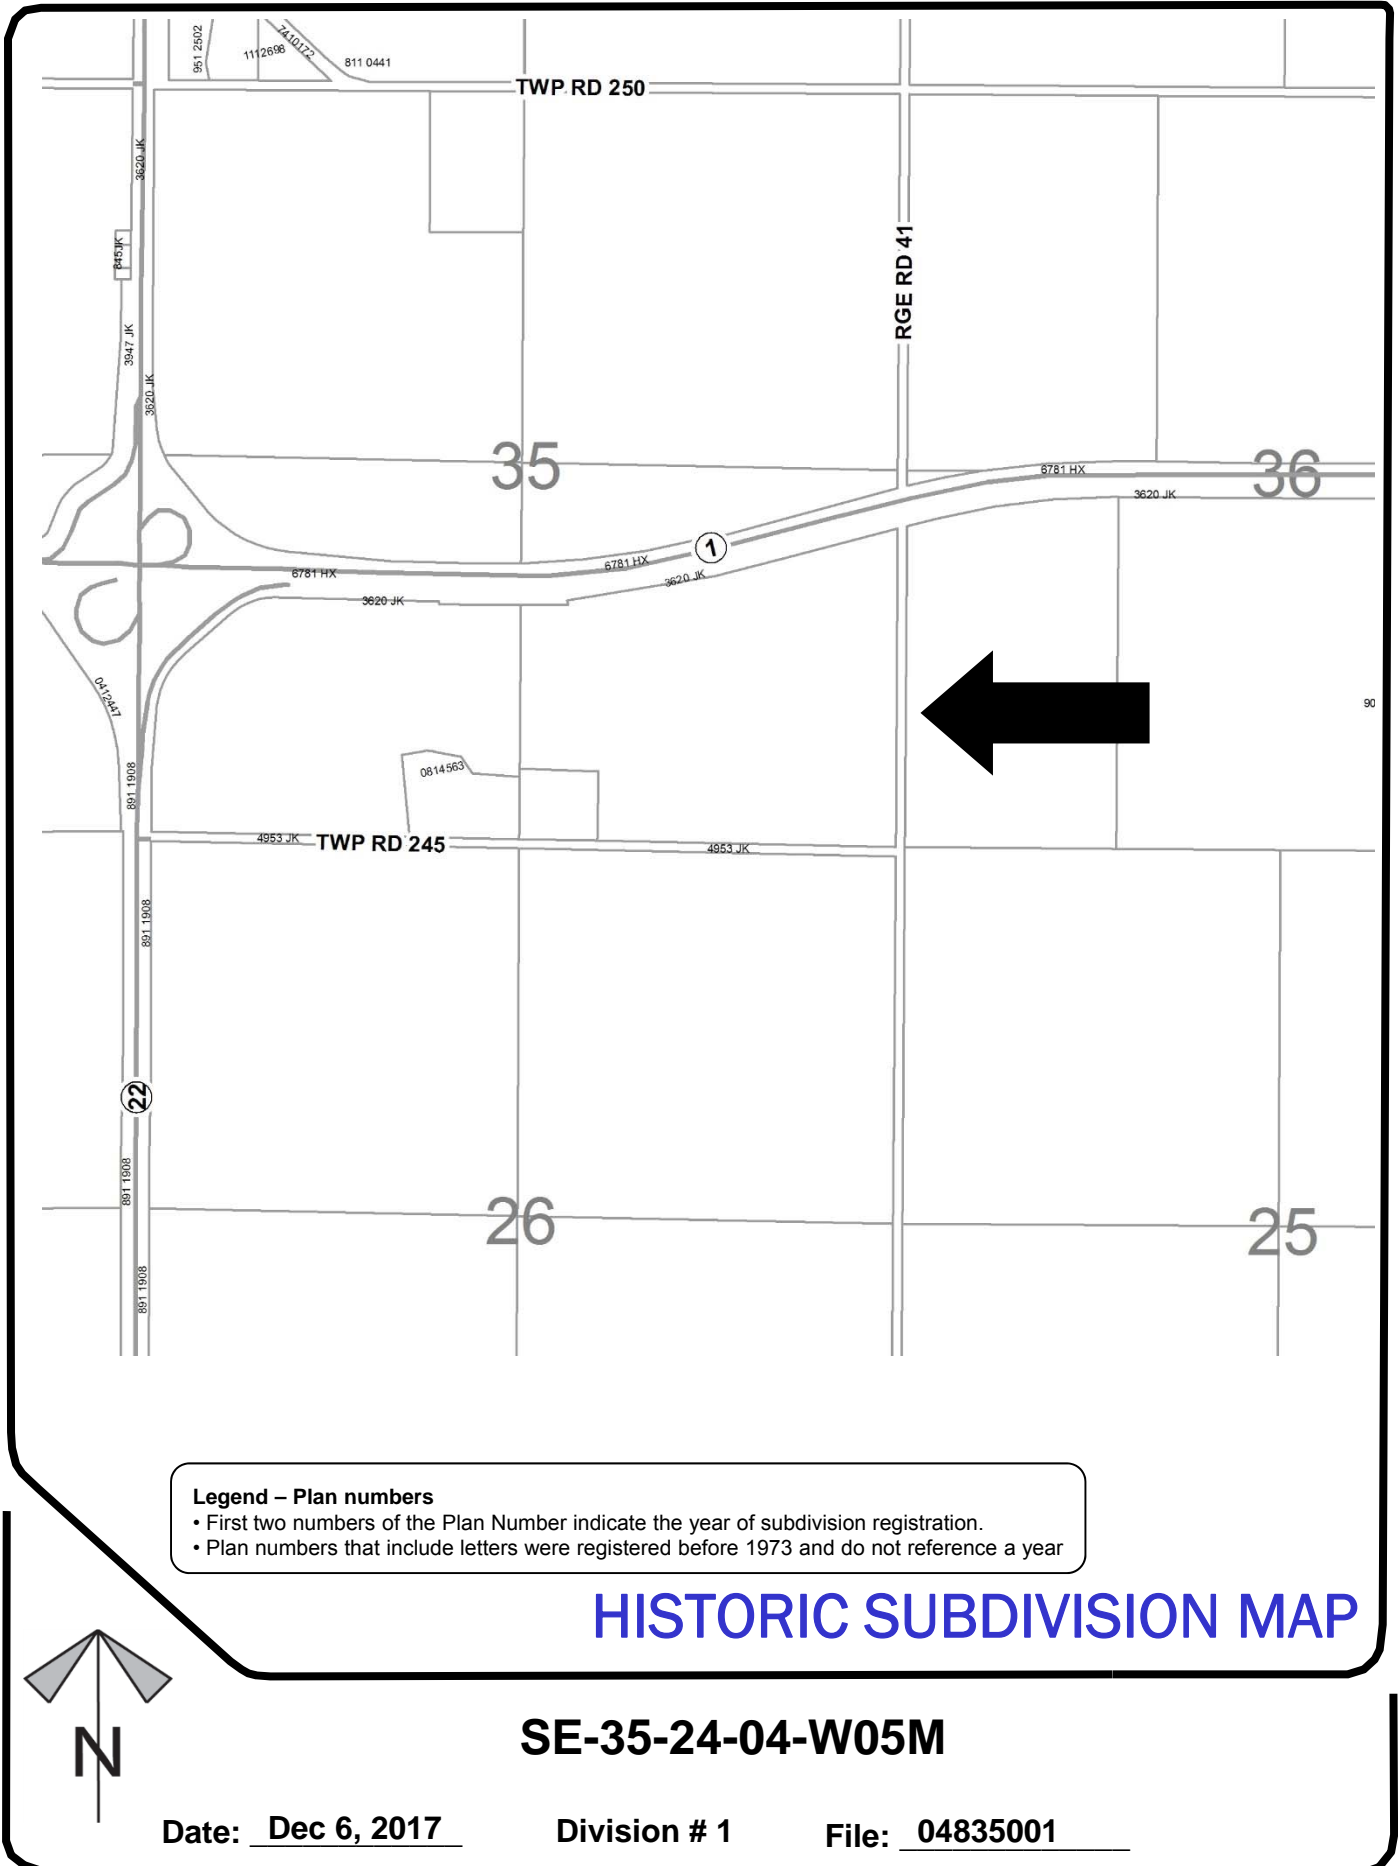 951 2502
1112698
7410172
811 0441
TWP RD 250
3620 JK
845JK
RGE RD 41
3947 JK
3620 JK
35
36
6781 HX
3620 JK
1
6781 HX
6781 HX
3620 JK
3620 JK
0412447
90
0814563
891 1908
4953 JK
TWP RD 245
4953 JK
891 1908
22
891 1908
26
25
891 1908
Legend – Plan numbers
• First two numbers of the Plan Number indicate the year of subdivision registration.
• Plan numbers that include letters were registered before 1973 and do not reference a year
HISTORIC SUBDIVISION MAP
N
SE-35-24-04-W05M
Date: Dec 6, 2017 Division # 1 File: 04835001